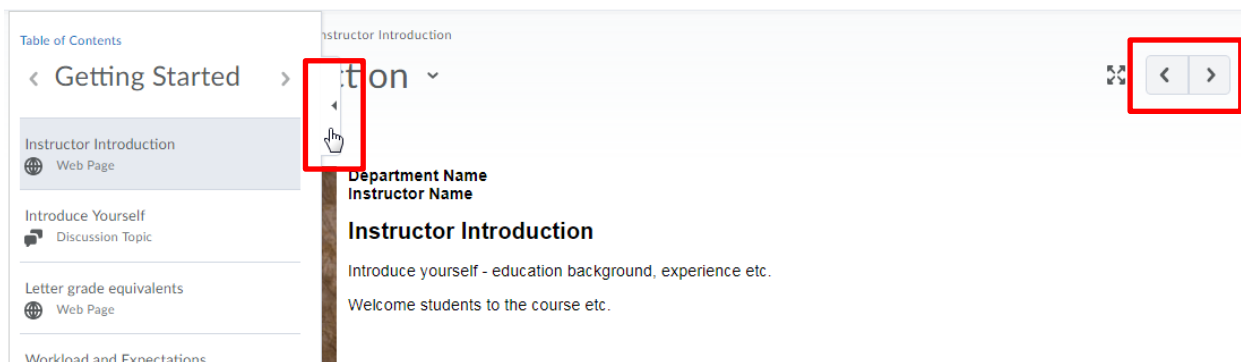 Table of Contents
Getting Started
Instructor Introduction
Web Page
Introduce Yourself
Discussion Topic
Letter grade equivalents
Web Page
Workload and Expectations
nstructor Introduction
ction
Department Name
Instructor Name
Instructor Introduction
Introduce yourself - education background, experience etc.
Welcome students to the course etc.